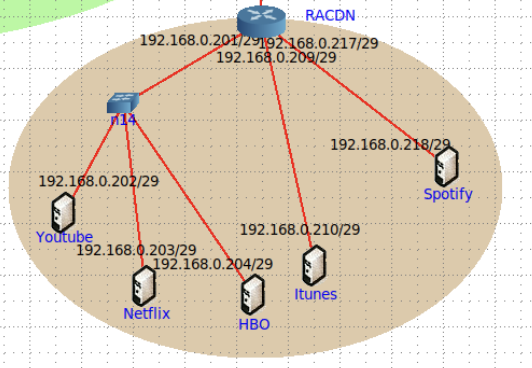 RACDN
192.168.0.201/29
192.168.0.217/29
192.168.0.209/29
n14
192.168.0.218/29
Spotify
192.168.0.202/29
Youtube
192.168.0.210/29
192.168.0.203/29
192.168.0.204/29
Itunes
Netflix
HBO